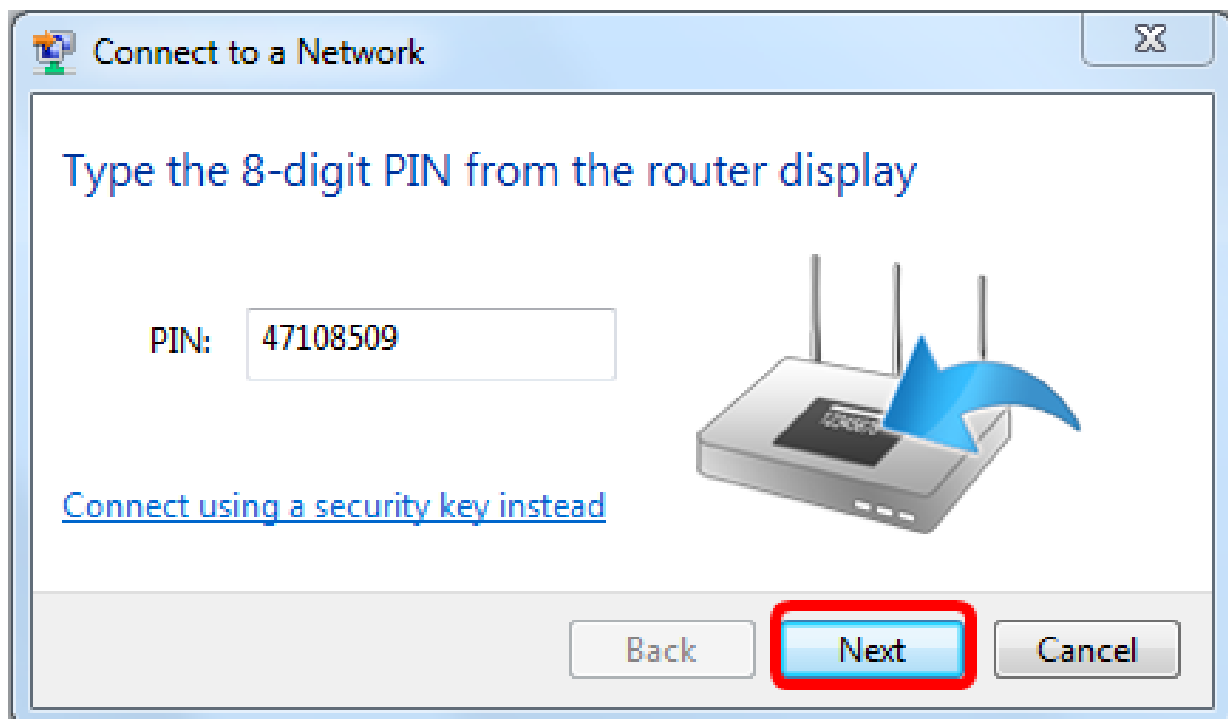 Connect to a Network
Type the 8-digit PIN from the router display
PIN: 47108509
Connect using a security key instead
Back Next Cancel